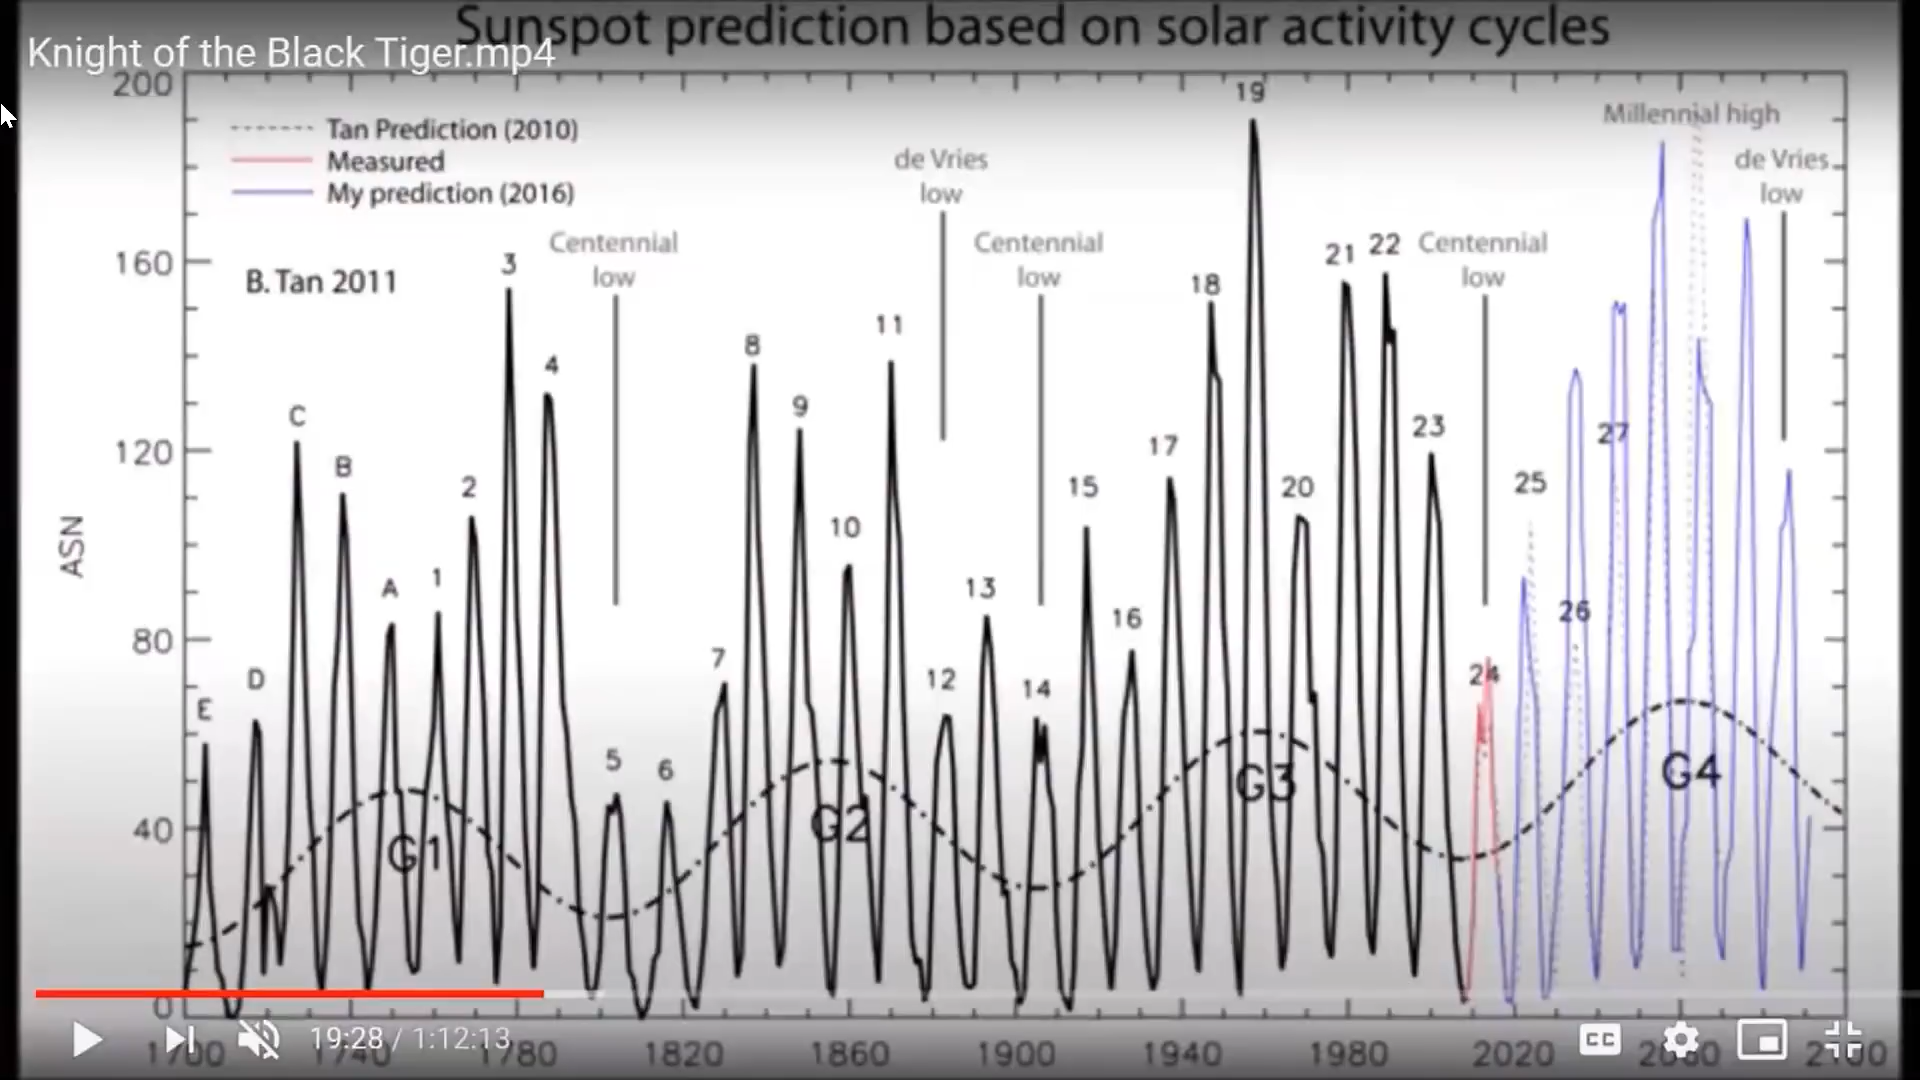 Sunspot prediction based on solar activity cycles
Knight of the Black Tiger.mp4
200
160
120
80
40
0
ASN
Tan Prediction (2010)
Measured
My prediction (2016)
B. Tan 2011
Centennial
low
de Vries
low
Centennial
low
Centennial
low
Millennial high
de Vries
low
E
D
C
B
A
1
2
3
4
5
6
7
8
9
10
11
12
13
14
15
16
17
18
19
20
21
22
23
24
25
26
27
G1
G2
G3
G4
19:28 / 1:12:13
CC
1700
1740
1780
1820
1860
1900
1940
1980
2020
2060
2100